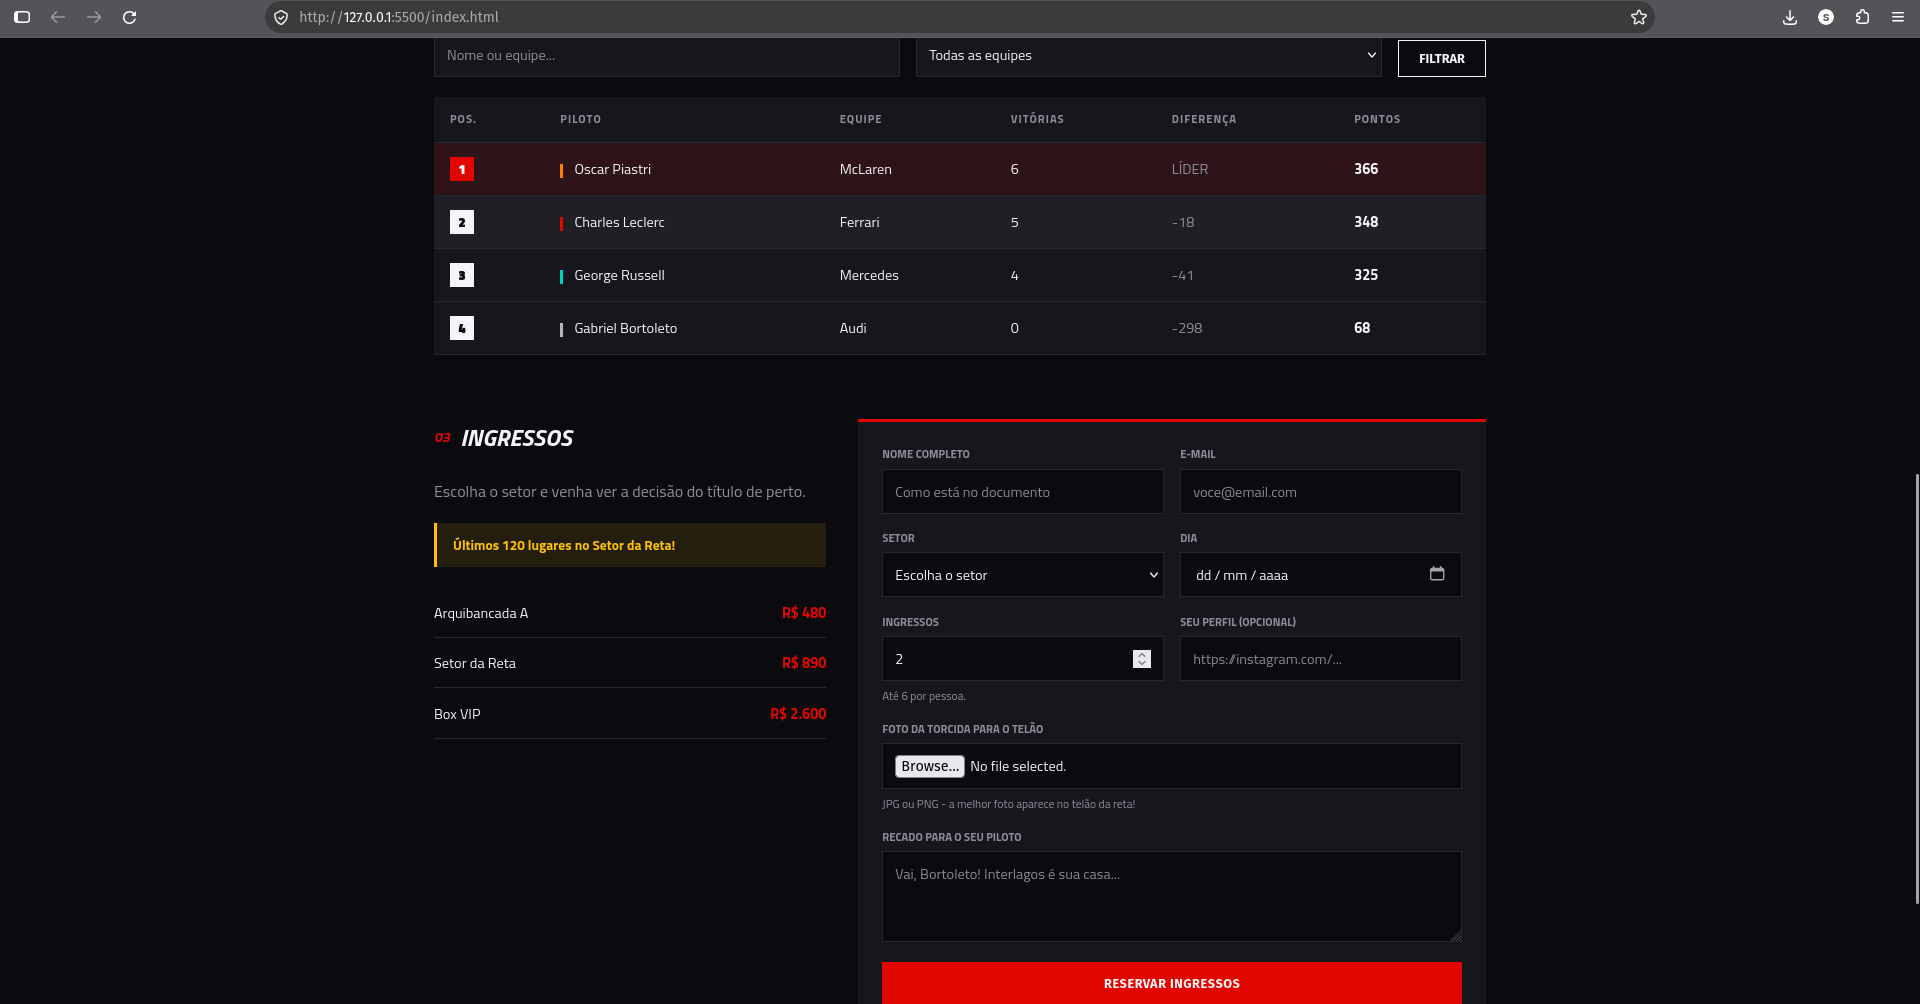 http://127.0.0.1:5500/index.html
S
Nome ou equipe... Todas as equipes FILTRAR
POS. PILOTO EQUIPE VITÓRIAS DIFERENÇA PONTOS
1 Oscar Piastri McLaren 6 LÍDER 366
2 Charles Leclerc Ferrari 5 -18 348
3 George Russell Mercedes 4 -41 325
4 Gabriel Bortoleto Audi 0 -298 68
03 INGRESSOS
Escolha o setor e venha ver a decisão do título de perto.
Últimos 120 lugares no Setor da Reta!
Arquibancada A R$ 480
Setor da Reta R$ 890
Box VIP R$ 2.600
NOME COMPLETO E-MAIL
Como está no documento voce@email.com
SETOR DIA
Escolha o setor dd / mm / aaaa
INGRESSOS SEU PERFIL (OPCIONAL)
2 https://instagram.com/...
Até 6 por pessoa.
FOTO DA TORCIDA PARA O TELÃO
Browse... No file selected.
JPG ou PNG - a melhor foto aparece no telão da reta!
RECADO PARA O SEU PILOTO
Vai, Bortoleto! Interlagos é sua casa...
RESERVAR INGRESSOS